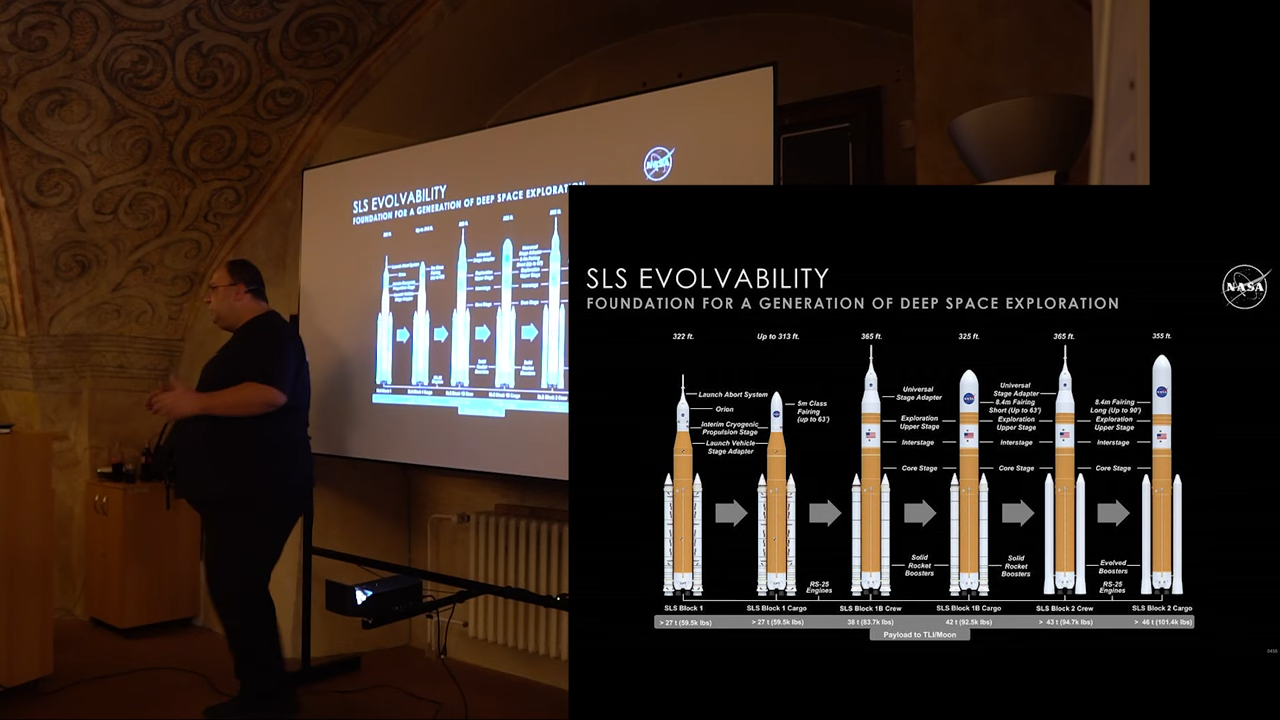 SLS EVOLVABILITY
FOUNDATION FOR A GENERATION OF DEEP SPACE EXPLORATION
NASA
SLS EVOLVABILITY
FOUNDATION FOR A GENERATION OF DEEP SPACE EXPLORATION
NASA
322 ft.
Up to 313 ft.
365 ft.
325 ft.
365 ft.
355 ft.
Launch Abort System
Orion
Interim Cryogenic
Propulsion Stage
Launch Vehicle
Stage Adapter
5m Class
Fairing
(up to 63')
Universal
Stage Adapter
Exploration
Upper Stage
Interstage
Core Stage
Solid
Rocket
Boosters
Universal
Stage Adapter
8.4m Fairing
Short (Up to 63')
Exploration
Upper Stage
Interstage
Core Stage
Solid
Rocket
Boosters
8.4m Fairing
Long (Up to 90')
Exploration
Upper Stage
Interstage
Core Stage
Evolved
Boosters
RS-25
Engines
RS-25
Engines
SLS Block 1
SLS Block 1 Cargo
SLS Block 1B Crew
SLS Block 1B Cargo
SLS Block 2 Crew
SLS Block 2 Cargo
> 27 t (59.5k lbs)
> 27 t (59.5k lbs)
38 t (83.7k lbs)
42 t (92.5k lbs)
> 43 t (94.7k lbs)
> 46 t (101.4k lbs)
Payload to TLI/Moon